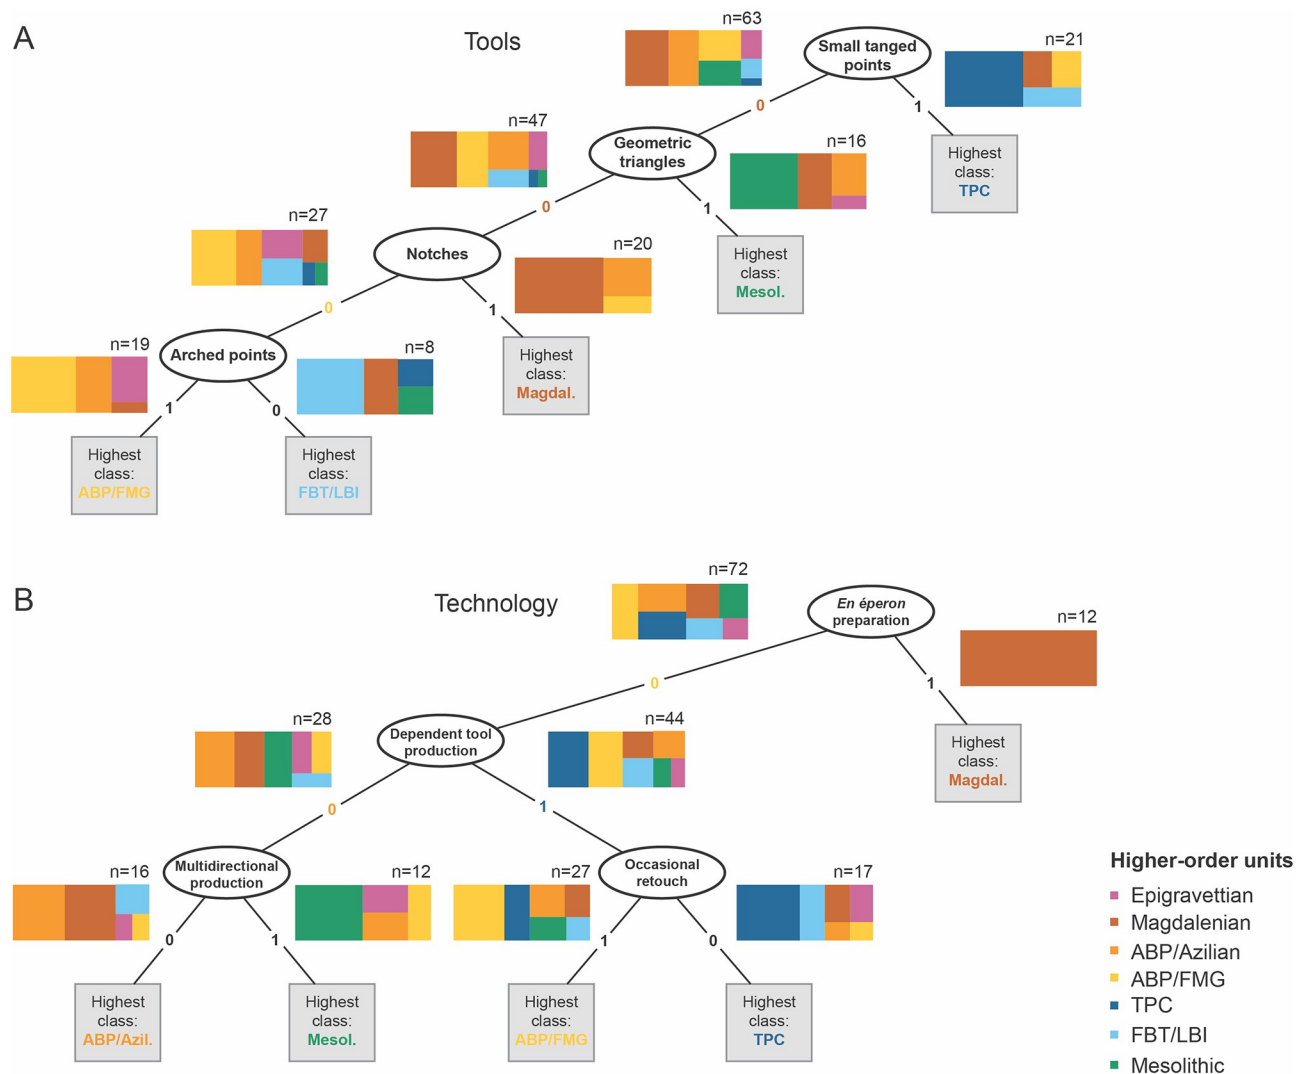 A
Tools
n=63
Small tanged
points
n=21
0
1
n=47
Geometric
triangles
n=16
Highest
class:
TPC
0
1
n=27
Notches
n=20
Highest
class:
Mesol.
0
1
n=19
Arched points
n=8
Highest
class:
Magdal.
1
0
Highest
class:
ABP/FMG
Highest
class:
FBT/LBI
B
Technology
n=72
En éperon
preparation
n=12
0
1
n=28
Dependent tool
production
n=44
Highest
class:
Magdal.
0
1
n=16
Multidirectional
production
n=12
n=27
Occasional
retouch
n=17
0
1
1
0
Highest
class:
ABP/Azil.
Highest
class:
Mesol.
Highest
class:
ABP/FMG
Highest
class:
TPC
Higher-order units
Epigravettian
Magdalenian
ABP/Azilian
ABP/FMG
TPC
FBT/LBI
Mesolithic